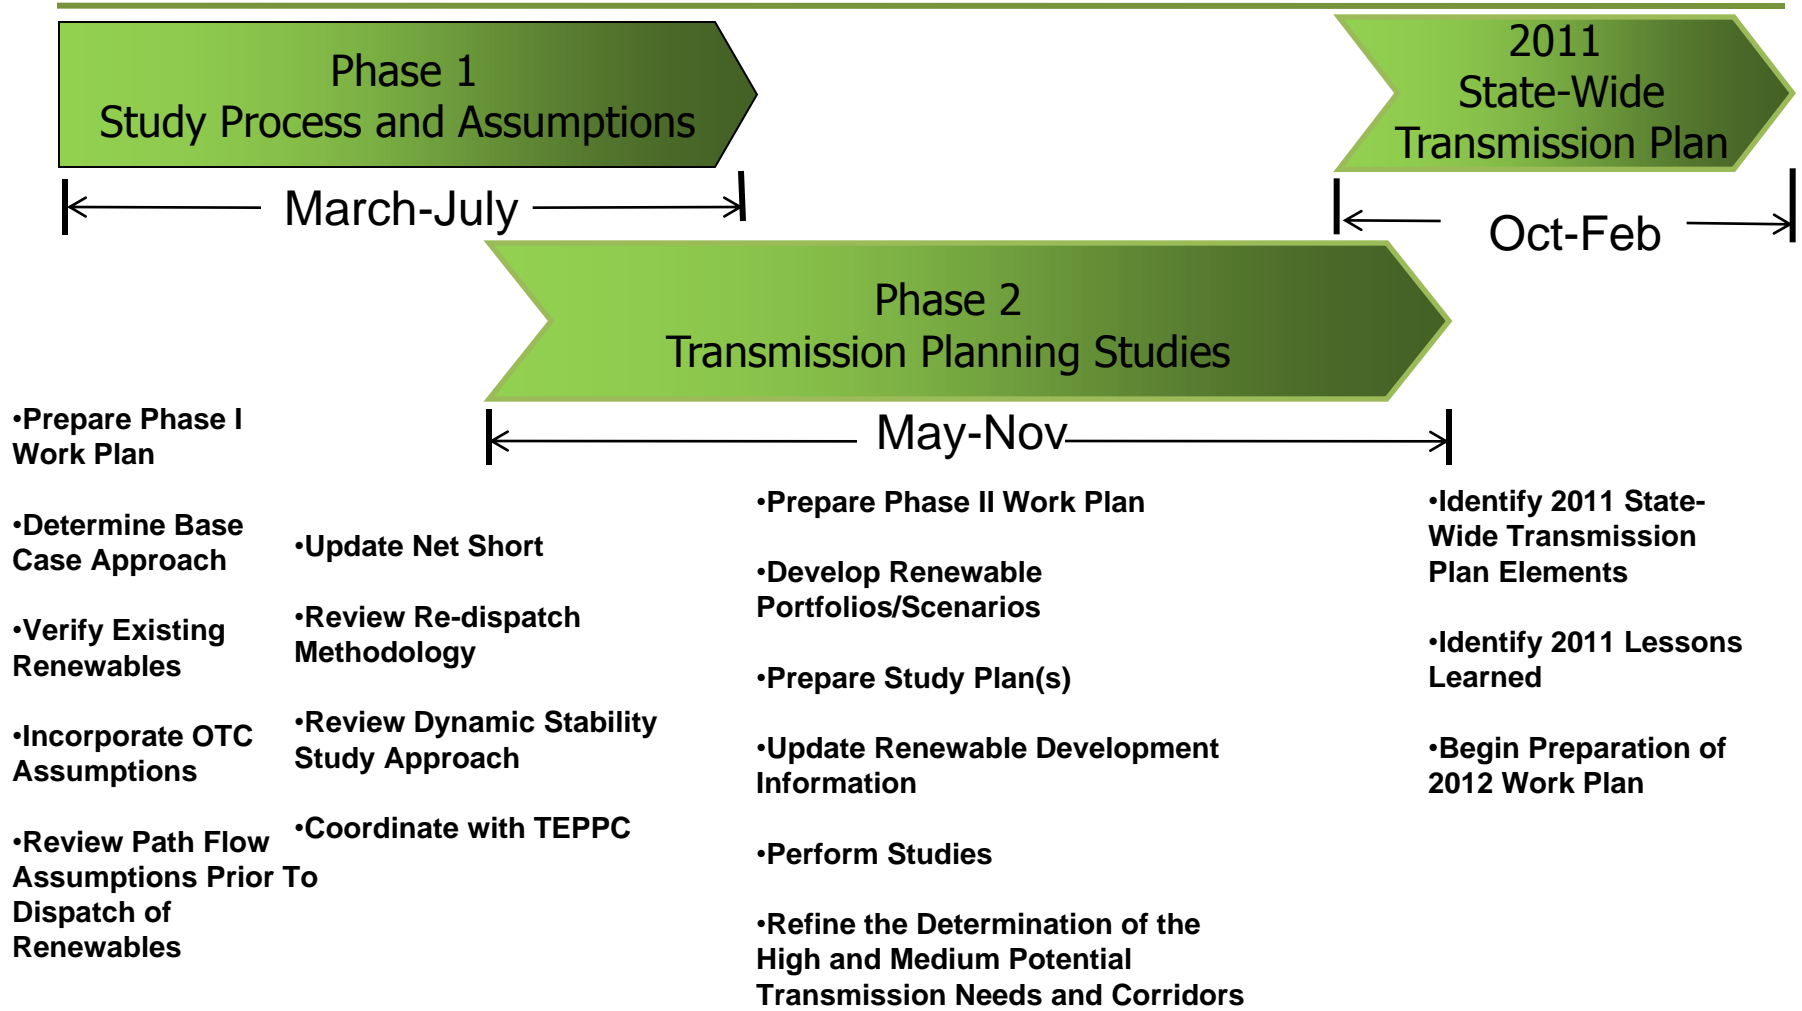 Phase 1
Study Process and Assumptions
2011
State-Wide
Transmission Plan
March-July
Oct-Feb
Phase 2
Transmission Planning Studies
May-Nov
•Prepare Phase I
Work Plan
•Determine Base
Case Approach
•Verify Existing
Renewables
•Incorporate OTC
Assumptions
•Review Path Flow
Assumptions Prior To
Dispatch of
Renewables
•Update Net Short
•Review Re-dispatch
Methodology
•Review Dynamic Stability
Study Approach
•Coordinate with TEPPC
•Prepare Phase II Work Plan
•Develop Renewable
Portfolios/Scenarios
•Prepare Study Plan(s)
•Update Renewable Development
Information
•Perform Studies
•Refine the Determination of the
High and Medium Potential
Transmission Needs and Corridors
•Identify 2011 State-
Wide Transmission
Plan Elements
•Identify 2011 Lessons
Learned
•Begin Preparation of
2012 Work Plan